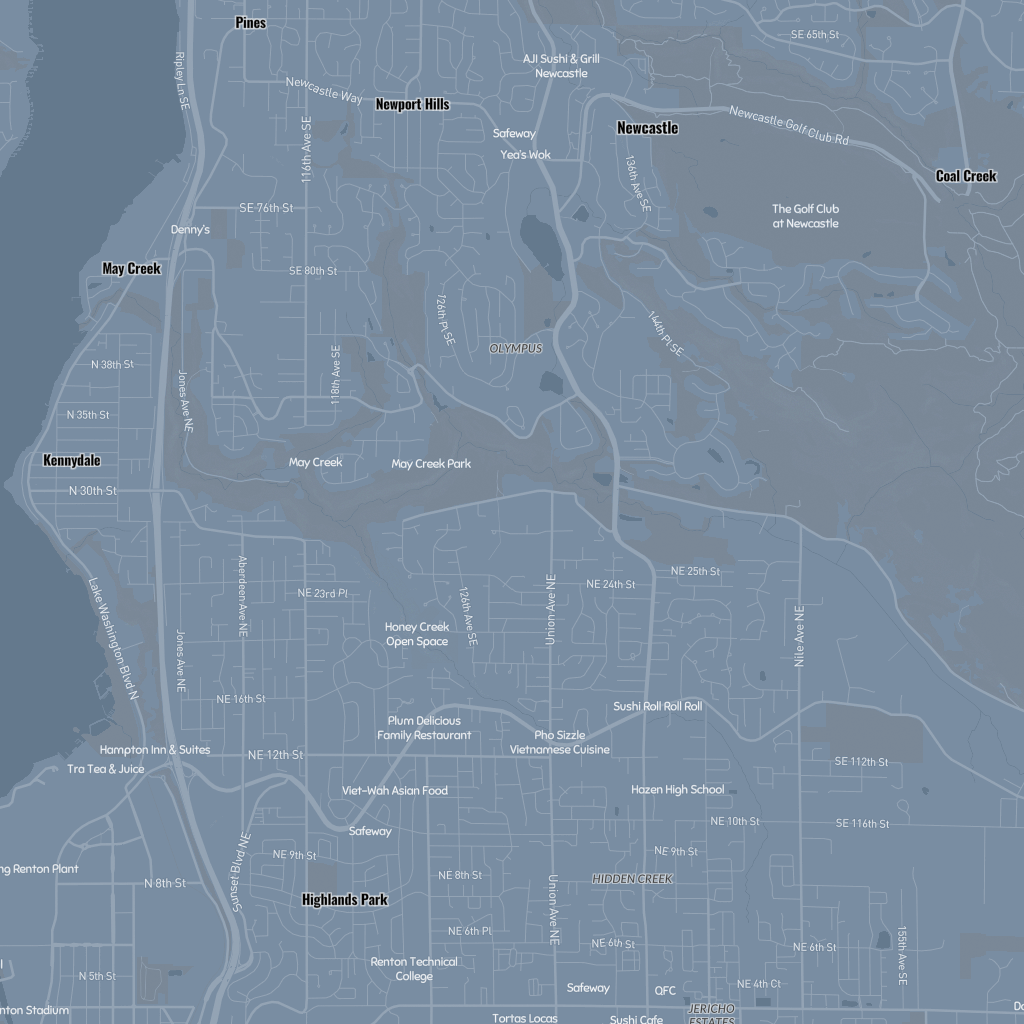 Pines
SE 65th St
Ripley Ln SE
AJI Sushi & Grill
Newcastle
Newcastle Way
Newport Hills
Newcastle Golf Club Rd
Newcastle
Safeway
Yea's Wok
116th Ave SE
136th Ave SE
Coal Creek
SE 76th St
The Golf Club
at Newcastle
Denny's
May Creek
SE 80th St
126th Pl SE
144th Pl SE
OLYMPUS
N 38th St
118th Ave SE
Jones Ave NE
N 35th St
Kennydale
May Creek
May Creek Park
N 30th St
Aberdeen Ave NE
NE 25th St
NE 24th St
Union Ave NE
NE 23rd Pl
126th Ave SE
Lake Washington Blvd N
Honey Creek
Open Space
Nile Ave NE
Jones Ave NE
NE 16th St
Sushi Roll Roll Roll
Plum Delicious
Family Restaurant
Pho Sizzle
Vietnamese Cuisine
Hampton Inn & Suites
NE 12th St
Tra Tea & Juice
SE 112th St
Viet-Wah Asian Food
Hazen High School
NE 10th St
SE 116th St
Safeway
Sunset Blvd NE
NE 9th St
NE 9th St
ng Renton Plant
N 8th St
NE 8th St
HIDDEN CREEK
Highlands Park
Union Ave NE
NE 6th Pl
NE 6th St
NE 6th St
155th Ave SE
Renton Technical
College
N 5th St
Safeway
QFC
NE 4th Ct
nton Stadium
JERICHO
ESTATES
Tortas Locas
Sushi Cafe